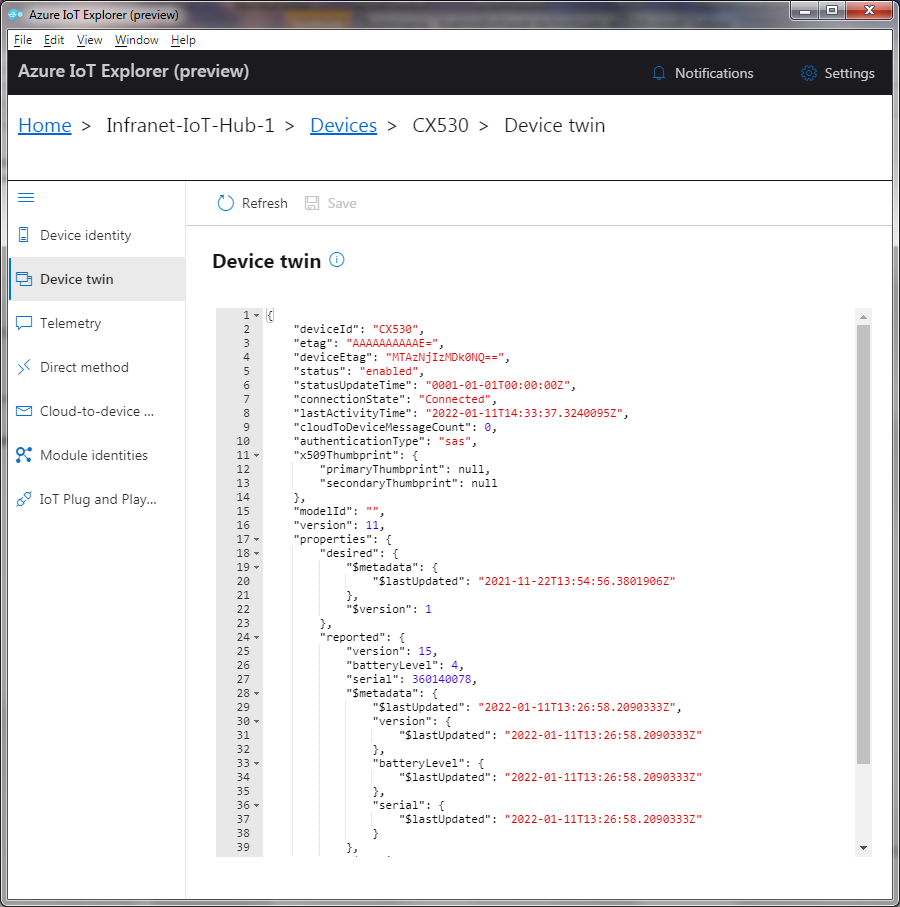 Azure IoT Explorer (preview)
File Edit View Window Help
Azure IoT Explorer (preview)
Notifications
Settings
Home > Infranet-IoT-Hub-1 > Devices > CX530 > Device twin
Device identity
Device twin
Telemetry
Direct method
Cloud-to-device ...
Module identities
IoT Plug and Play...
Refresh
Save
Device twin
1 {
2 "deviceId": "CX530",
3 "etag": "AAAAAAAAAAE=",
4 "deviceEtag": "MTAzNjIzMDk0NQ==",
5 "status": "enabled",
6 "statusUpdateTime": "0001-01-01T00:00:00Z",
7 "connectionState": "Connected",
8 "lastActivityTime": "2022-01-11T14:33:37.3240095Z",
9 "cloudToDeviceMessageCount": 0,
10 "authenticationType": "sas",
11 "x509Thumbprint": {
12 "primaryThumbprint": null,
13 "secondaryThumbprint": null
14 },
15 "modelId": "",
16 "version": 11,
17 "properties": {
18 "desired": {
19 "$metadata": {
20 "$lastUpdated": "2021-11-22T13:54:56.3801906Z"
21 },
22 "$version": 1
23 },
24 "reported": {
25 "version": 15,
26 "batteryLevel": 4,
27 "serial": 360140078,
28 "$metadata": {
29 "$lastUpdated": "2022-01-11T13:26:58.2090333Z",
30 "version": {
31 "$lastUpdated": "2022-01-11T13:26:58.2090333Z"
32 },
33 "batteryLevel": {
34 "$lastUpdated": "2022-01-11T13:26:58.2090333Z"
35 },
36 "serial": {
37 "$lastUpdated": "2022-01-11T13:26:58.2090333Z"
38 }
39 },